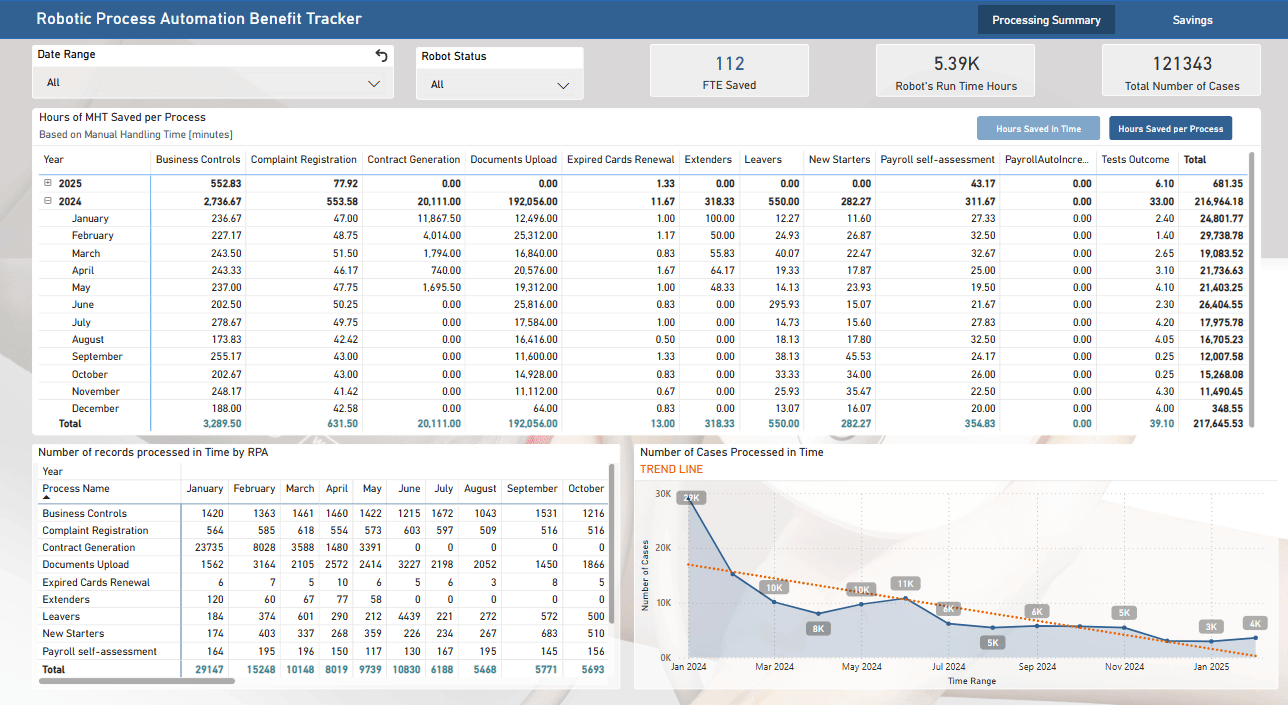 Robotic Process Automation Benefit Tracker Processing Summary Savings
Date Range
All
Robot Status
All
112
FTE Saved
5.39K
Robot's Run Time Hours
121343
Total Number of Cases
Hours of MHT Saved per Process
Based on Manual Handling Time [minutes]
Hours Saved in Time Hours Saved per Process
Year Business Controls Complaint Registration Contract Generation Documents Upload Expired Cards Renewal Extenders Leavers New Starters Payroll self-assessment PayrollAutoIncre... Tests Outcome Total
2025 552.83 77.92 0.00 0.00 1.33 0.00 0.00 0.00 43.17 0.00 6.10 681.35
2024 2,736.67 553.58 20,111.00 192,056.00 11.67 318.33 550.00 282.27 311.67 0.00 33.00 216,964.18
January 236.67 47.00 11,867.50 12,496.00 1.00 100.00 12.27 11.60 27.33 0.00 2.40 24,801.77
February 227.17 48.75 4,014.00 25,312.00 1.17 50.00 24.93 26.87 32.50 0.00 1.40 29,738.78
March 243.50 51.50 1,794.00 16,840.00 0.83 55.83 40.07 22.47 32.67 0.00 2.65 19,083.52
April 243.33 46.17 740.00 20,576.00 1.67 64.17 19.33 17.87 25.00 0.00 3.10 21,736.63
May 237.00 47.75 1,695.50 19,312.00 1.00 48.33 14.13 23.93 19.50 0.00 4.10 21,403.25
June 202.50 50.25 0.00 25,816.00 0.83 0.00 295.93 15.07 21.67 0.00 2.30 26,404.55
July 278.67 49.75 0.00 17,584.00 1.00 0.00 14.73 15.60 27.83 0.00 4.20 17,975.78
August 173.83 42.42 0.00 16,416.00 0.50 0.00 18.13 17.80 32.50 0.00 4.05 16,705.23
September 255.17 43.00 0.00 11,600.00 1.33 0.00 38.13 45.53 24.17 0.00 0.25 12,007.58
October 202.67 43.00 0.00 14,928.00 0.83 0.00 33.33 34.00 26.00 0.00 0.25 15,268.08
November 248.17 41.42 0.00 11,112.00 0.67 0.00 25.93 35.47 22.50 0.00 4.30 11,490.45
December 188.00 42.58 0.00 64.00 0.83 0.00 13.07 16.07 20.00 0.00 4.00 348.55
Total 3,289.50 631.50 20,111.00 192,056.00 13.00 318.33 550.00 282.27 354.83 0.00 39.10 217,645.53
Number of records processed in Time by RPA
Year
Process Name January February March April May June July August September October
Business Controls 1420 1363 1461 1460 1422 1215 1672 1043 1531 1216
Complaint Registration 564 585 618 554 573 603 597 509 516 516
Contract Generation 23735 8028 3588 1480 3391 0 0 0 0 0
Documents Upload 1562 3164 2105 2572 2414 3227 2198 2052 1450 1866
Expired Cards Renewal 6 7 5 10 6 5 6 3 8 5
Extenders 120 60 67 77 58 0 0 0 0 0
Leavers 184 374 601 290 212 4439 221 272 572 500
New Starters 174 403 337 268 359 226 234 267 683 510
Payroll self-assessment 164 195 196 150 117 130 167 195 145 156
Total 29147 15248 10148 8019 9739 10830 6188 5468 5771 5693
Number of Cases Processed in Time
TREND LINE
Number of Cases
30K
20K
10K
0K
29K
10K
8K
10K
11K
6K
5K
6K
5K
3K
4K
Jan 2024 Mar 2024 May 2024 Jul 2024 Sep 2024 Nov 2024 Jan 2025
Time Range